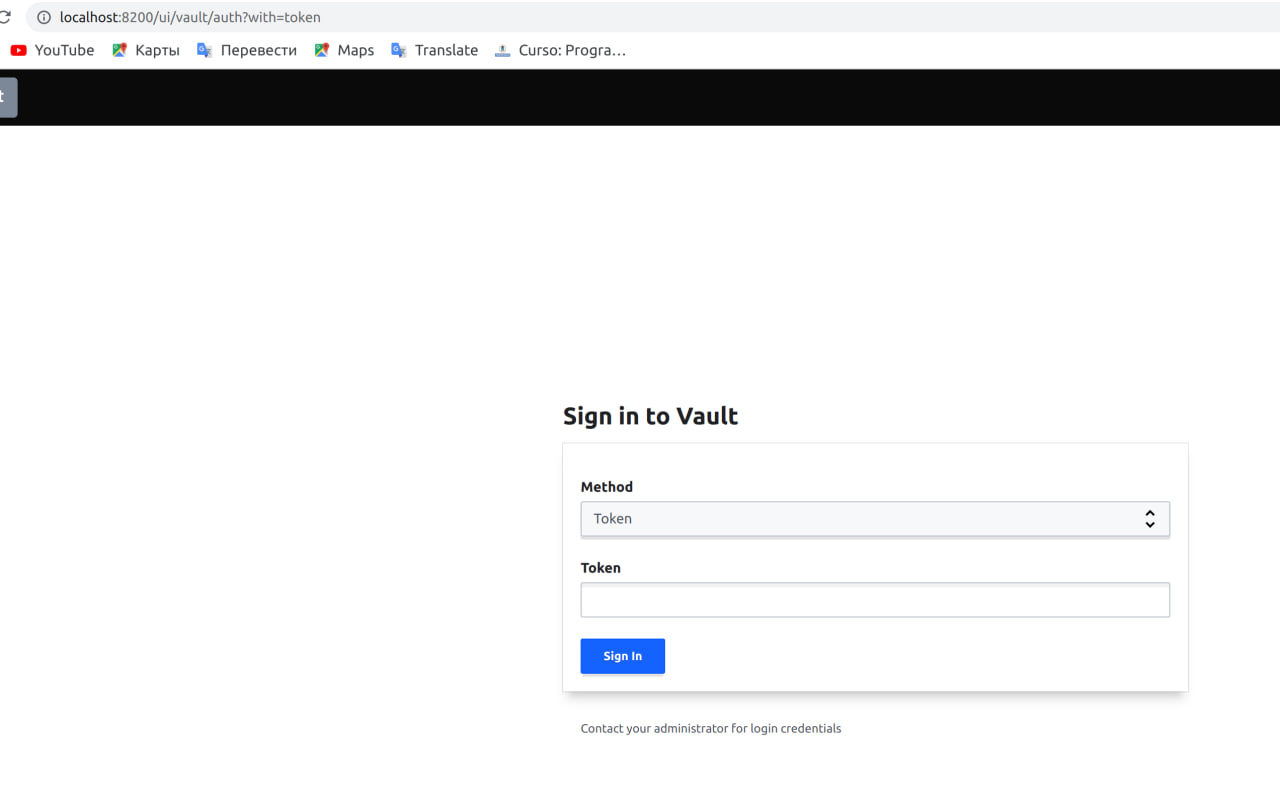 localhost:8200/ui/vault/auth?with=token
YouTube Карты Перевести Maps Translate Curso: Progra…
t
Sign in to Vault
Method
Token
Token
Sign In
Contact your administrator for login credentials